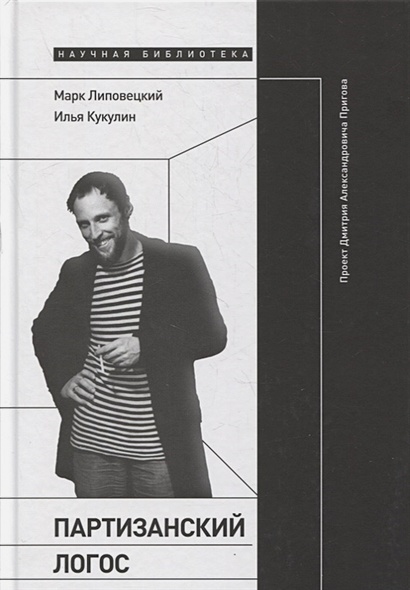 НАУЧНАЯ БИБЛИОТЕКА
Марк Липовецкий
Илья Кукулин
Проект Дмитрия Александровича Пригова
ПАРТИЗАНСКИЙ
ЛОГОС